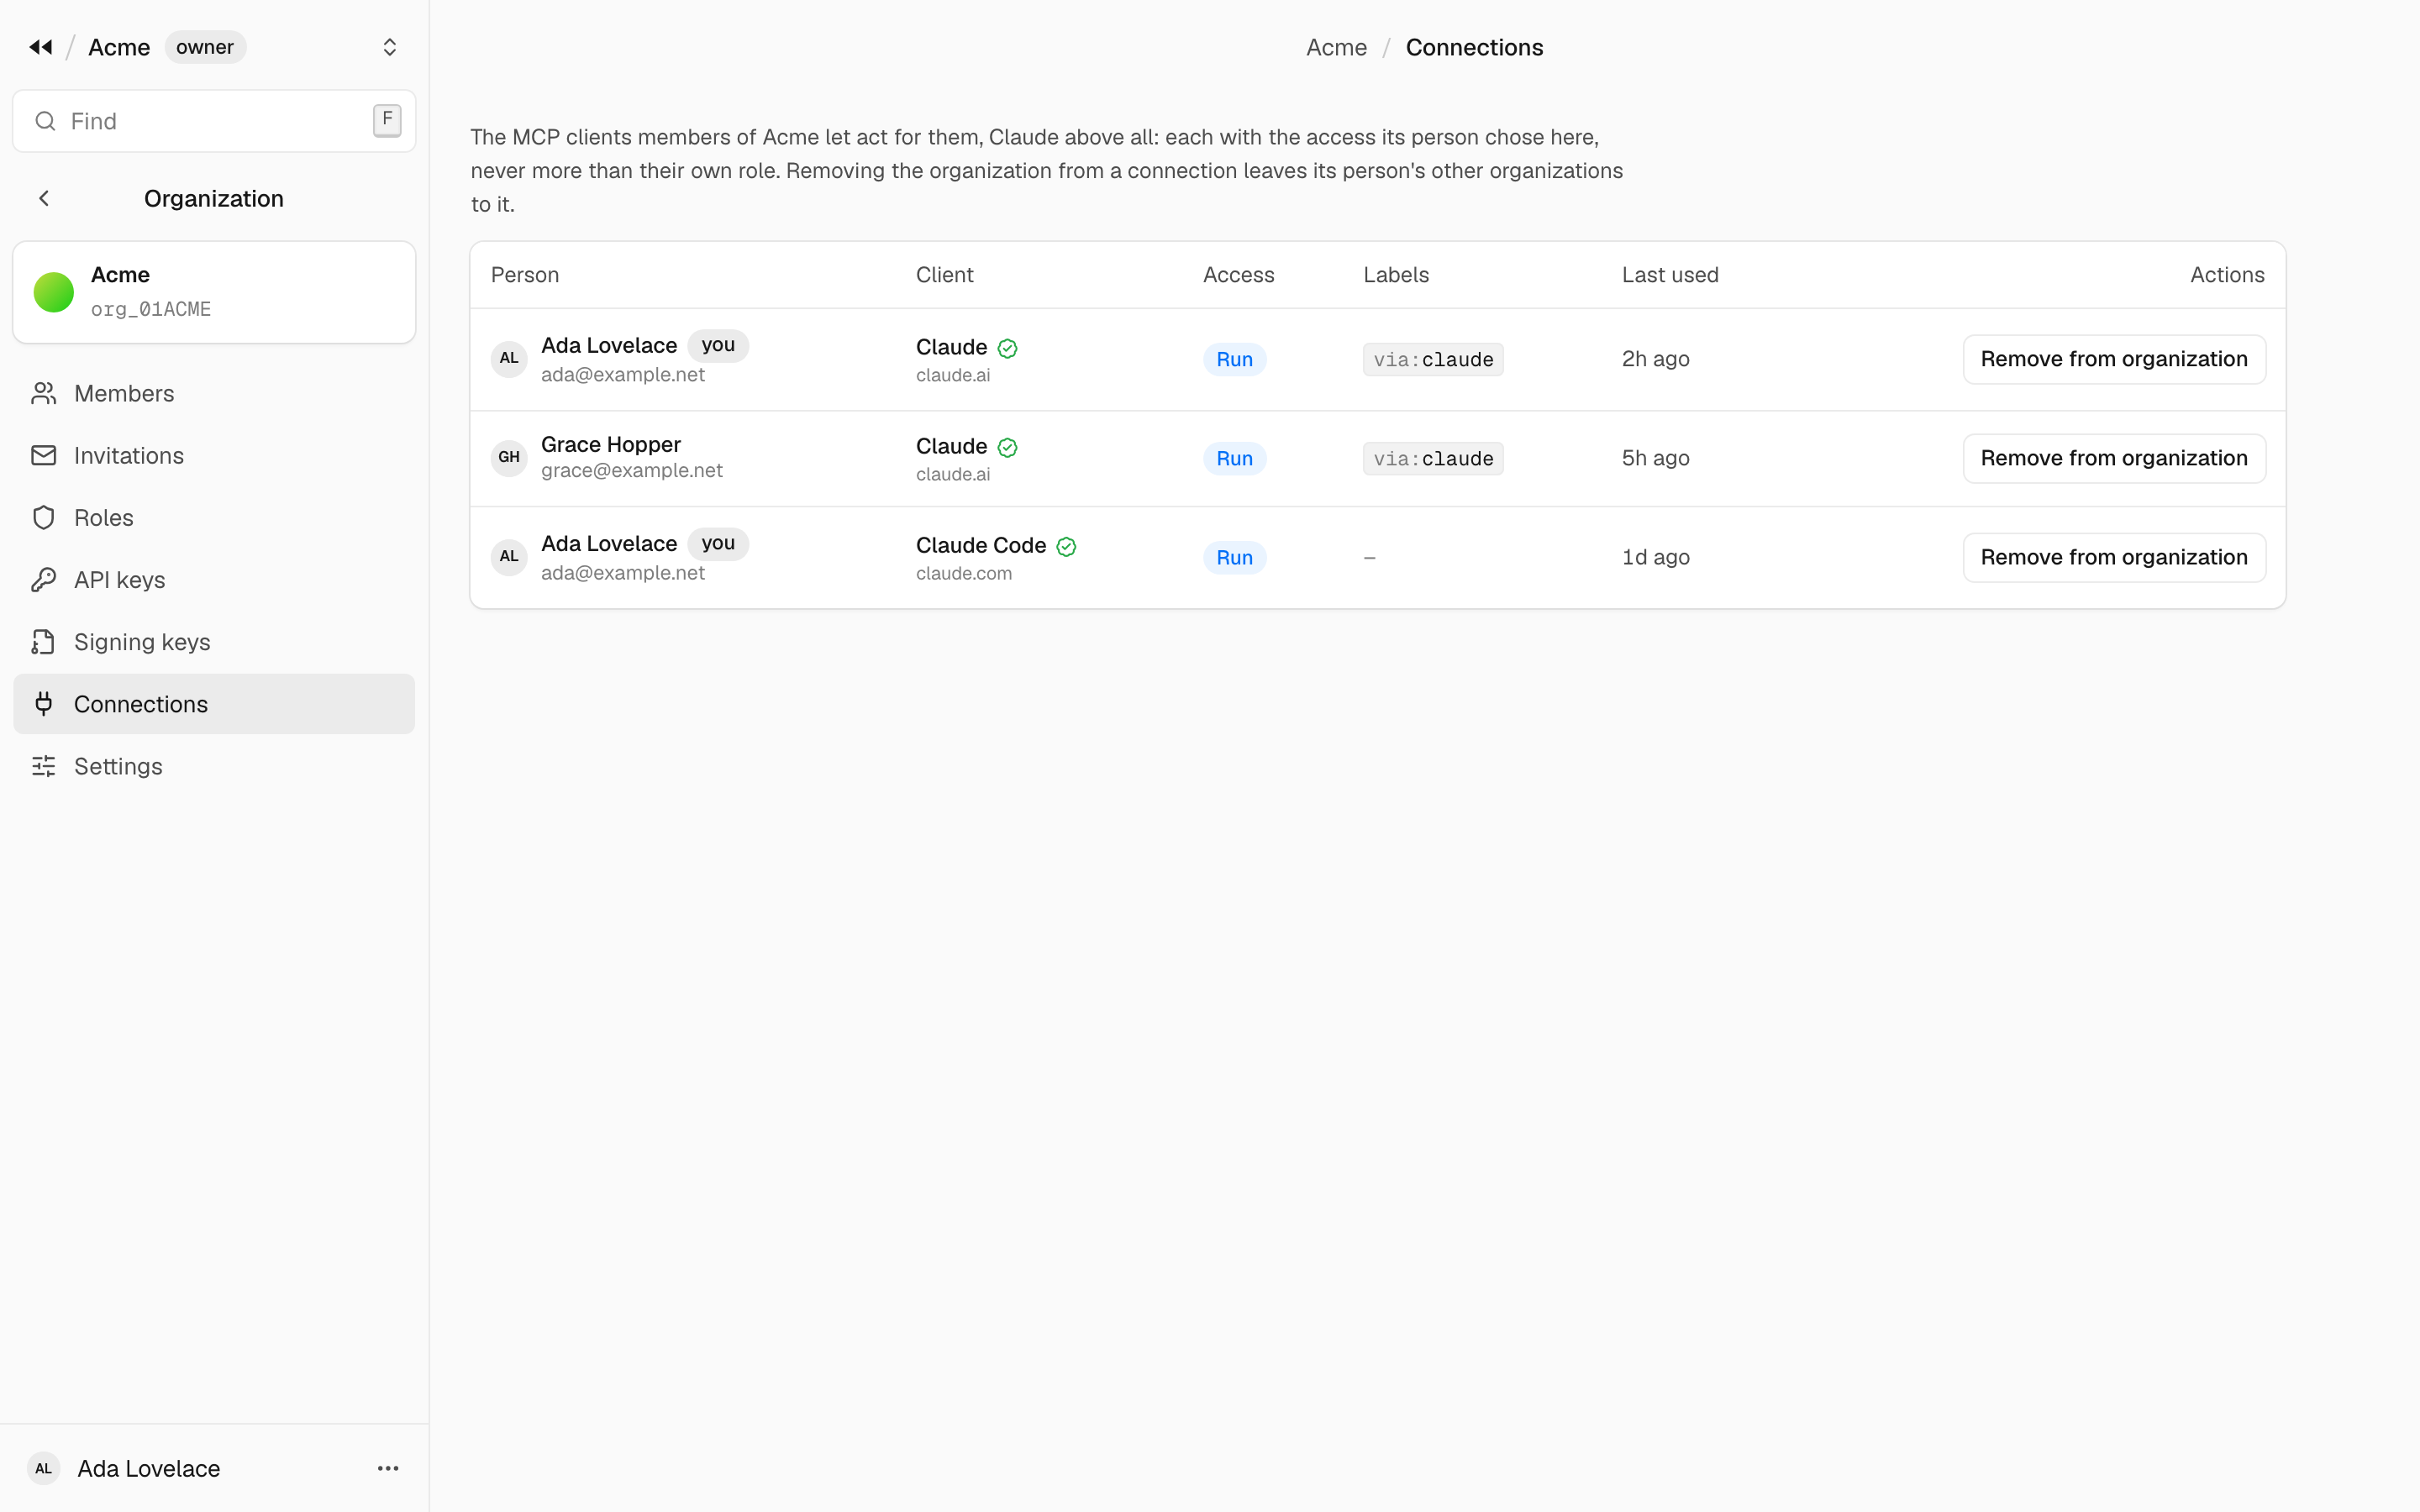 / Acme owner
Find F
Organization
Acme
org_01ACME
Members
Invitations
Roles
API keys
Signing keys
Connections
Settings
AL Ada Lovelace
Acme / Connections
The MCP clients members of Acme let act for them, Claude above all: each with the access its person chose here,
never more than their own role. Removing the organization from a connection leaves its person's other organizations
to it.
Person Client Access Labels Last used Actions
AL Ada Lovelace you Claude Run via:claude 2h ago Remove from organization
ada@example.net claude.ai
GH Grace Hopper Claude Run via:claude 5h ago Remove from organization
grace@example.net claude.ai
AL Ada Lovelace you Claude Code Run – 1d ago Remove from organization
ada@example.net claude.com